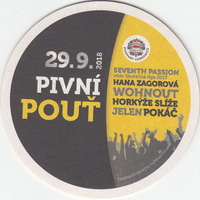 29.9.2018
PIVNÍ
POUŤ
SEVENTH PASSION
HANA ZAGOROVÁ
WOHNOUT
HORKÝŽE SLÍŽE
JELEN POKÁČ